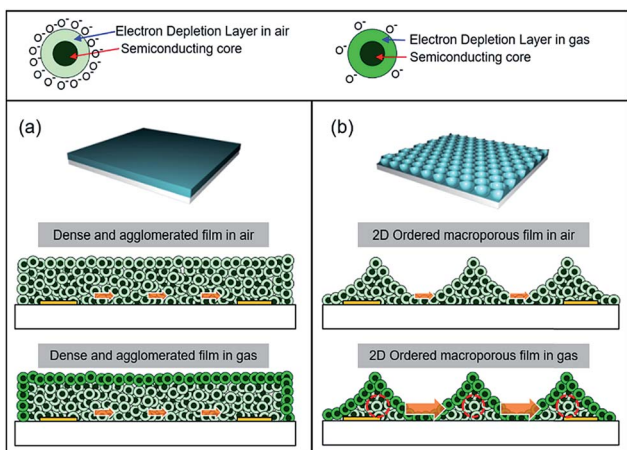 Electron Depletion Layer in air
Semiconducting core
Electron Depletion Layer in gas
Semiconducting core
O⁻ O⁻ O⁻ O⁻ O⁻ O⁻ O⁻ O⁻ O⁻ O⁻ O⁻ O⁻ O⁻
O⁻ O⁻ O⁻ O⁻
(a)
(b)
Dense and agglomerated film in air
2D Ordered macroporous film in air
Dense and agglomerated film in gas
2D Ordered macroporous film in gas